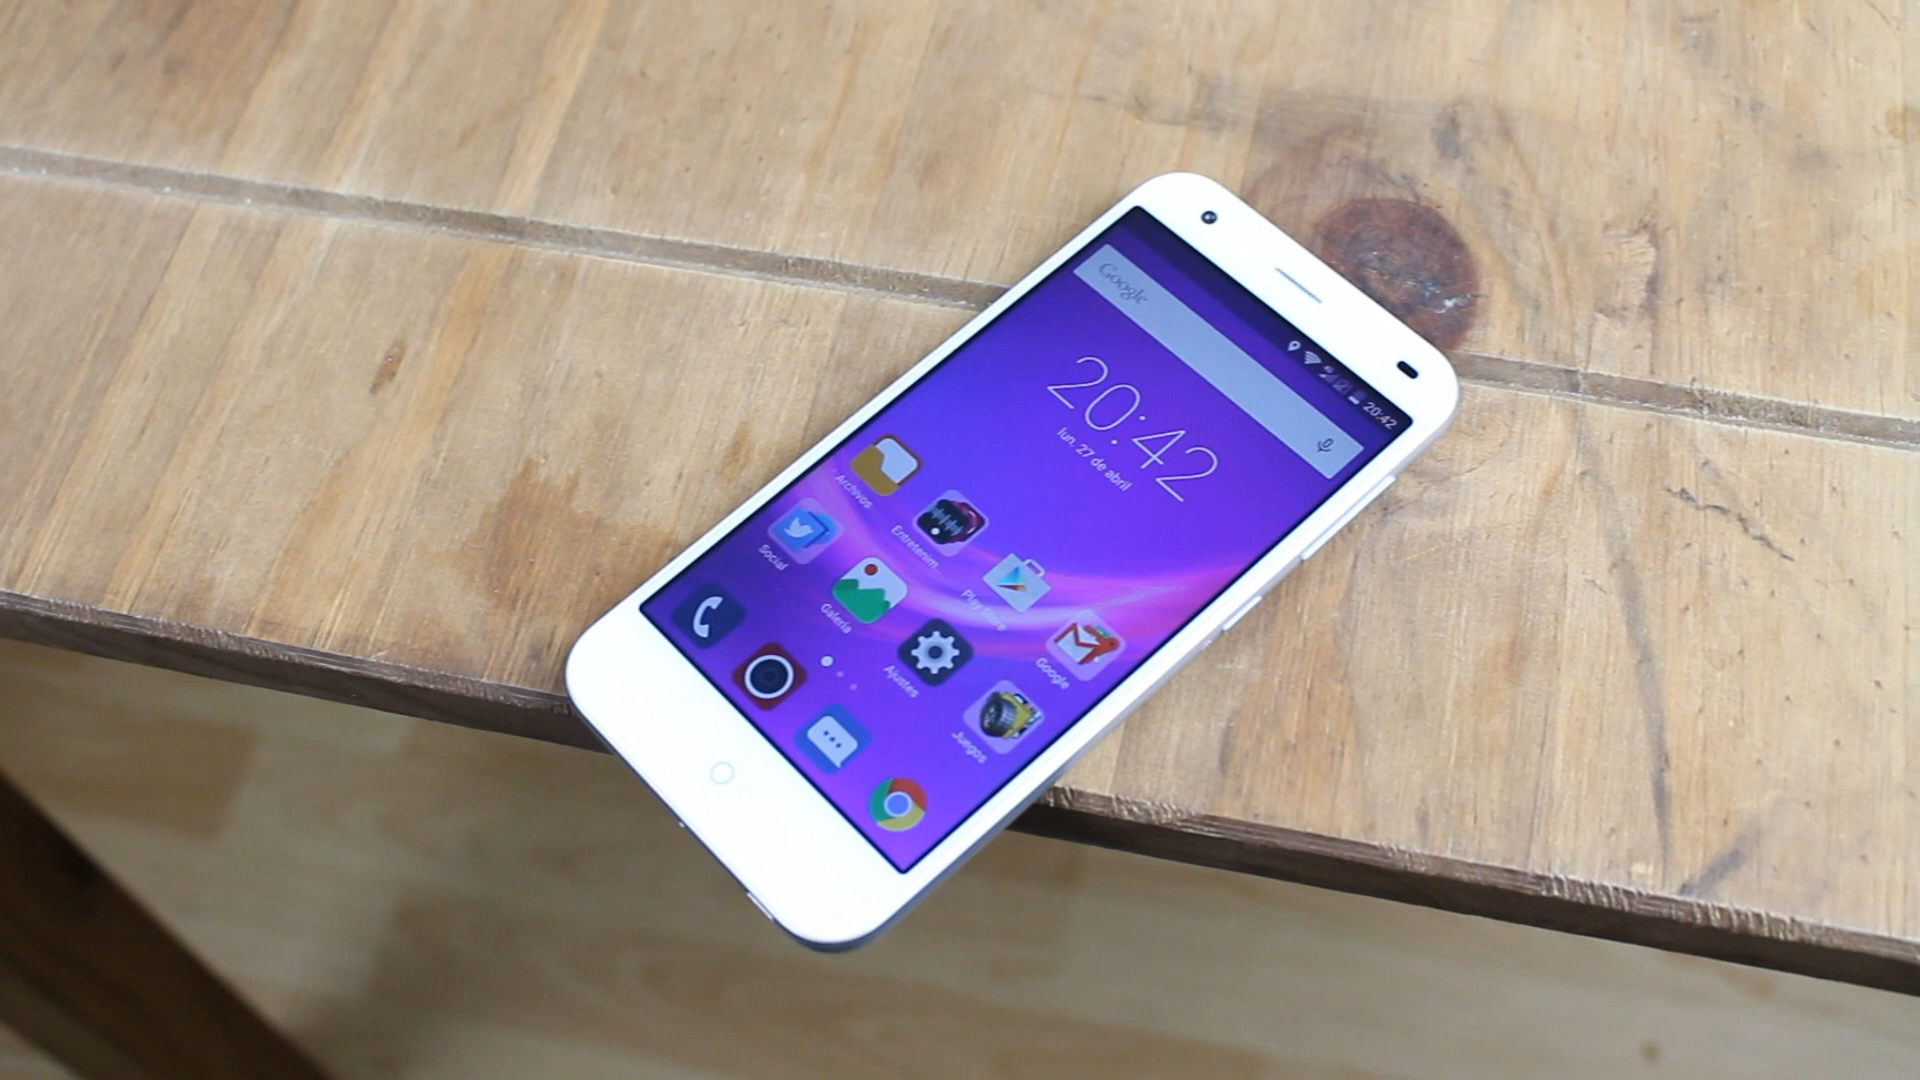 20:42
Google
20:42
lun. 27 de abril
Archivos
Entretenim...
Play Store
Google
Social
Galería
Ajustes
Juegos